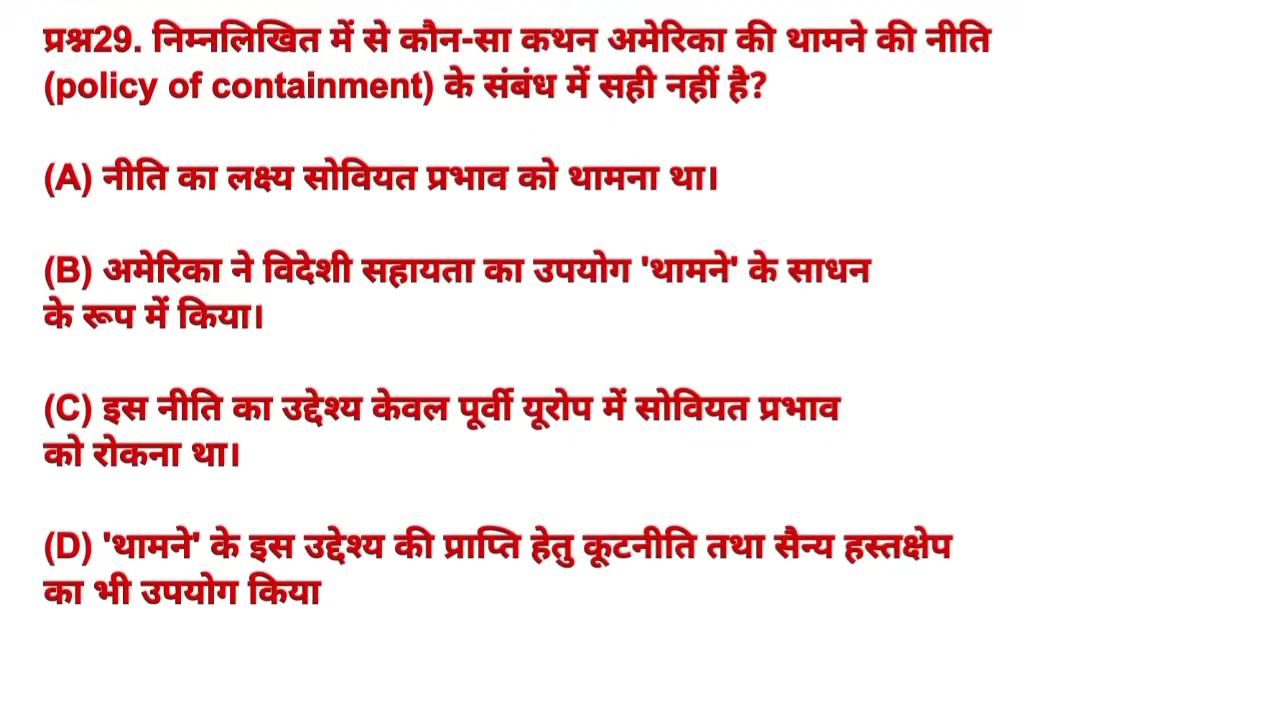 प्रश्न29. निम्नलिखित में से कौन-सा कथन अमेरिका की थामने की नीति
(policy of containment) के संबंध में सही नहीं है?
(A) नीति का लक्ष्य सोवियत प्रभाव को थामना था।
(B) अमेरिका ने विदेशी सहायता का उपयोग 'थामने' के साधन
के रूप में किया।
(C) इस नीति का उद्देश्य केवल पूर्वी यूरोप में सोवियत प्रभाव
को रोकना था।
(D) 'थामने' के इस उद्देश्य की प्राप्ति हेतु कूटनीति तथा सैन्य हस्तक्षेप
का भी उपयोग किया